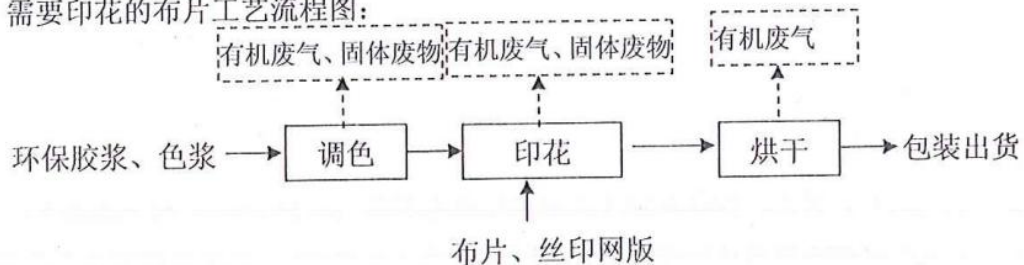 需要印花的布片工艺流程图：
有机废气、固体废物 有机废气、固体废物 有机废气
环保胶浆、色浆 调色 印花 烘干 包装出货
布片、丝印网版